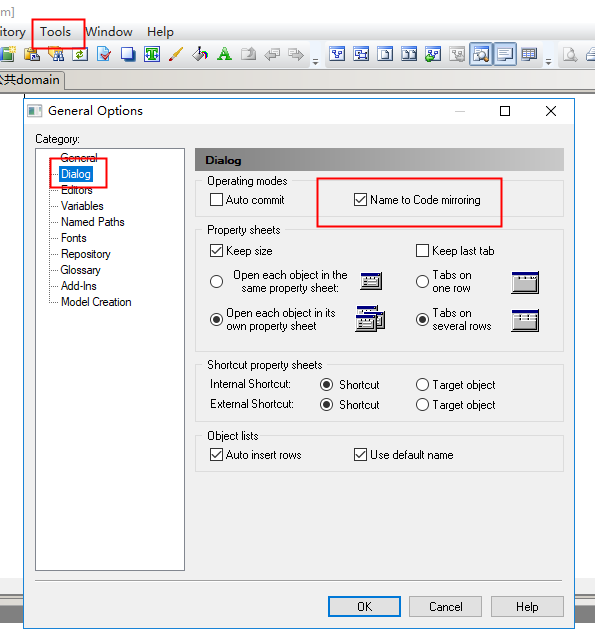 m]
itory Tools Window Help
公共domain
General Options
Category:
General
Dialog
Editors
Variables
Named Paths
Fonts
Repository
Glossary
Add-Ins
Model Creation
Dialog
Operating modes
Auto commit
Name to Code mirroring
Property sheets
Keep size
Keep last tab
Open each object in the
same property sheet:
Tabs on
one row
Open each object in its
own property sheet
Tabs on
several rows
Shortcut property sheets
Internal Shortcut: Shortcut Target object
External Shortcut: Shortcut Target object
Object lists
Auto insert rows
Use default name
OK Cancel Help